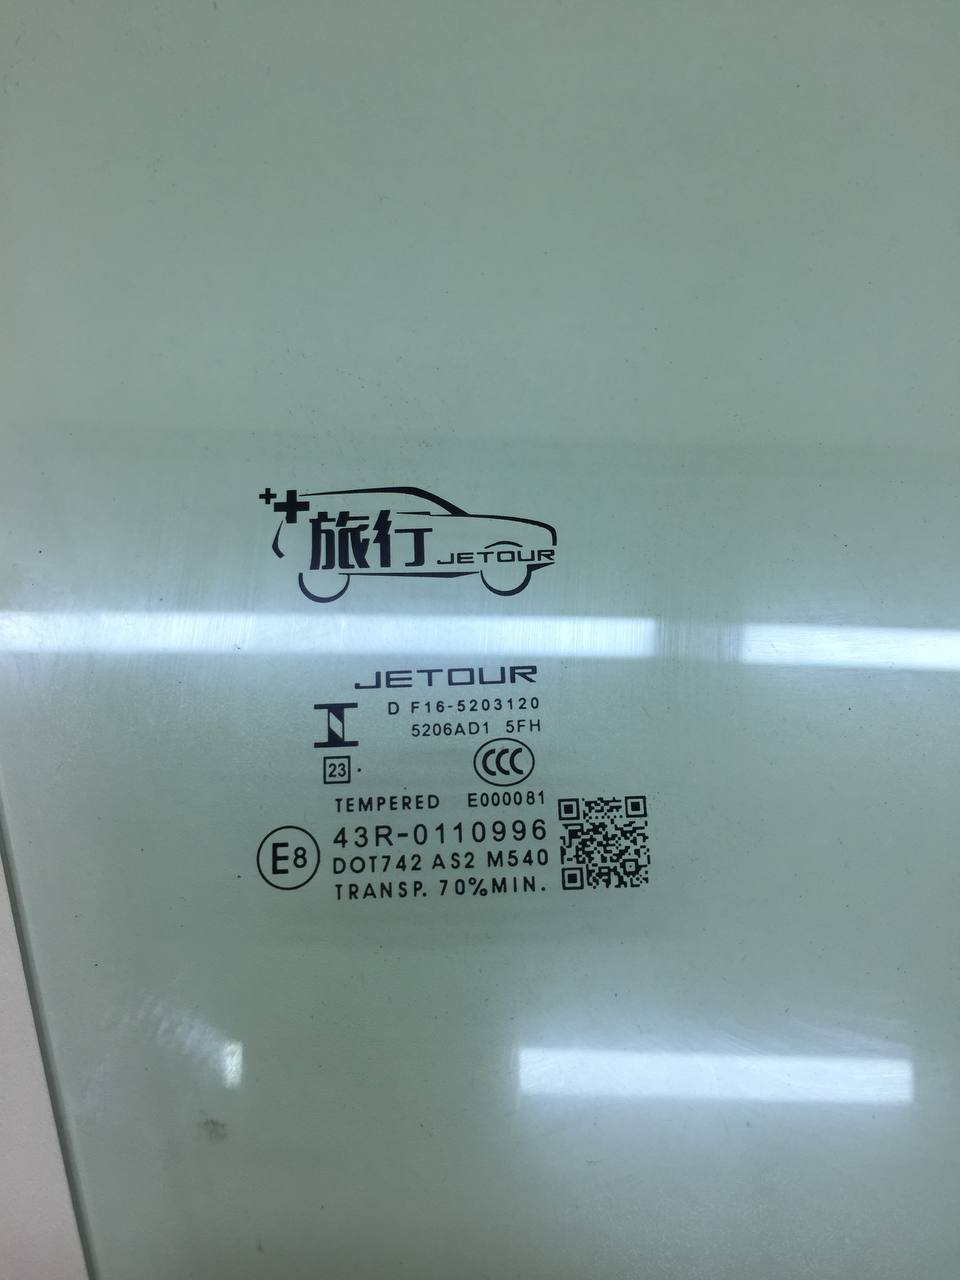 旅行 JETOUR
JETOUR
D F16-5203120
5206AD1 5FH
23 .
CCC
TEMPERED E000081
E8 43R-0110996
DOT742 AS2 M540
TRANSP. 70%MIN.